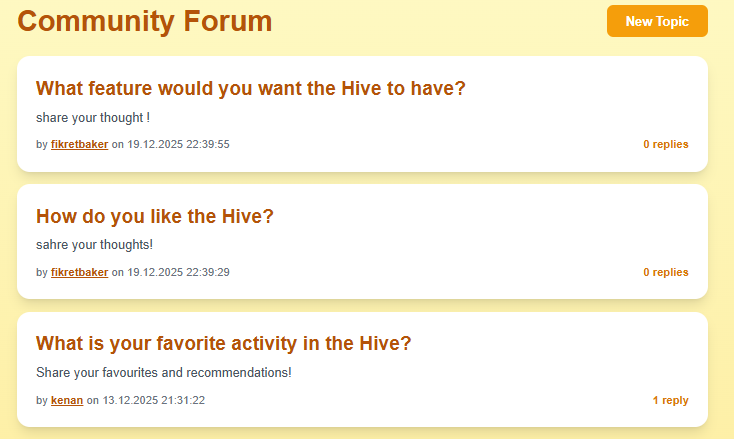 Community Forum
New Topic
What feature would you want the Hive to have?
share your thought !
by fikretbaker on 19.12.2025 22:39:55
0 replies
How do you like the Hive?
sahre your thoughts!
by fikretbaker on 19.12.2025 22:39:29
0 replies
What is your favorite activity in the Hive?
Share your favourites and recommendations!
by kenan on 13.12.2025 21:31:22
1 reply